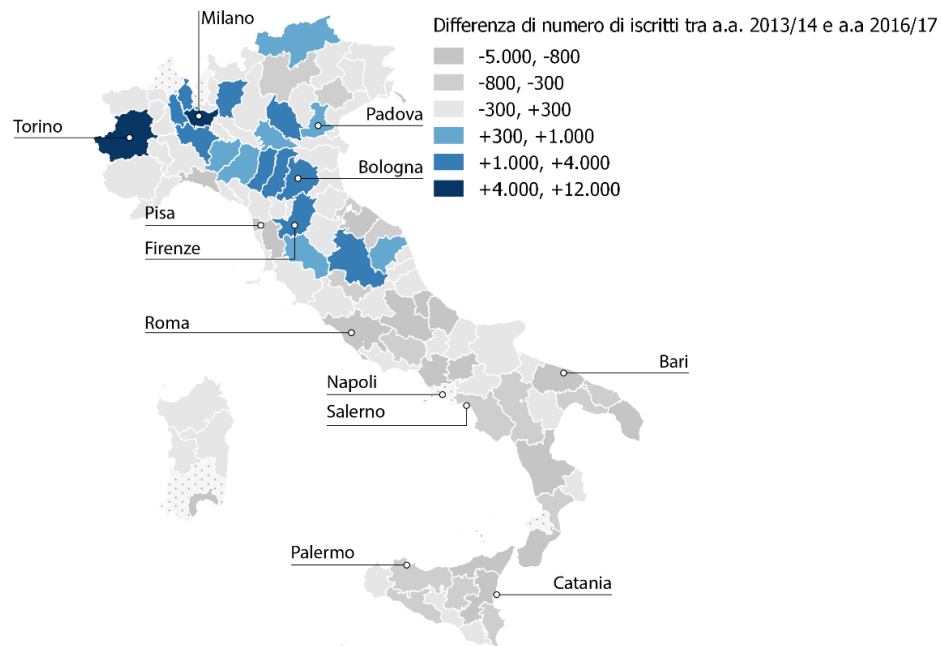 Milano
Differenza di numero di iscritti tra a.a. 2013/14 e a.a 2016/17
-5.000, -800
-800, -300
-300, +300
+300, +1.000
+1.000, +4.000
+4.000, +12.000
Torino
Padova
Bologna
Pisa
Firenze
Roma
Bari
Napoli
Salerno
Palermo
Catania